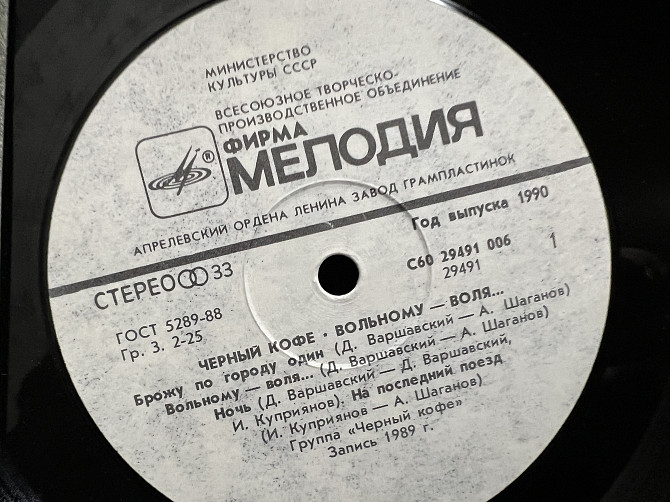 МИНИСТЕРСТВО
КУЛЬТУРЫ СССР
ВСЕСОЮЗНОЕ ТВОРЧЕСКО-
ПРОИЗВОДСТВЕННОЕ ОБЪЕДИНЕНИЕ
ФИРМА
® МЕЛОДИЯ
АПРЕЛЕВСКИЙ ОРДЕНА ЛЕНИНА ЗАВОД ГРАМПЛАСТИНОК
Год выпуска 1990
СТЕРЕО 33
С60 29491 006
29491
1
ГОСТ 5289-88
Гр. 3. 2-25
ЧЕРНЫЙ КОФЕ · ВОЛЬНОМУ — ВОЛЯ...
Брожу по городу один (Д. Варшавский — А. Шаганов)
Вольному — воля... (Д. Варшавский — А. Шаганов)
Ночь (Д. Варшавский — Д. Варшавский,
И. Куприянов). На последний поезд
(И. Куприянов — А. Шаганов)
Группа «Черный кофе»
Запись 1989 г.